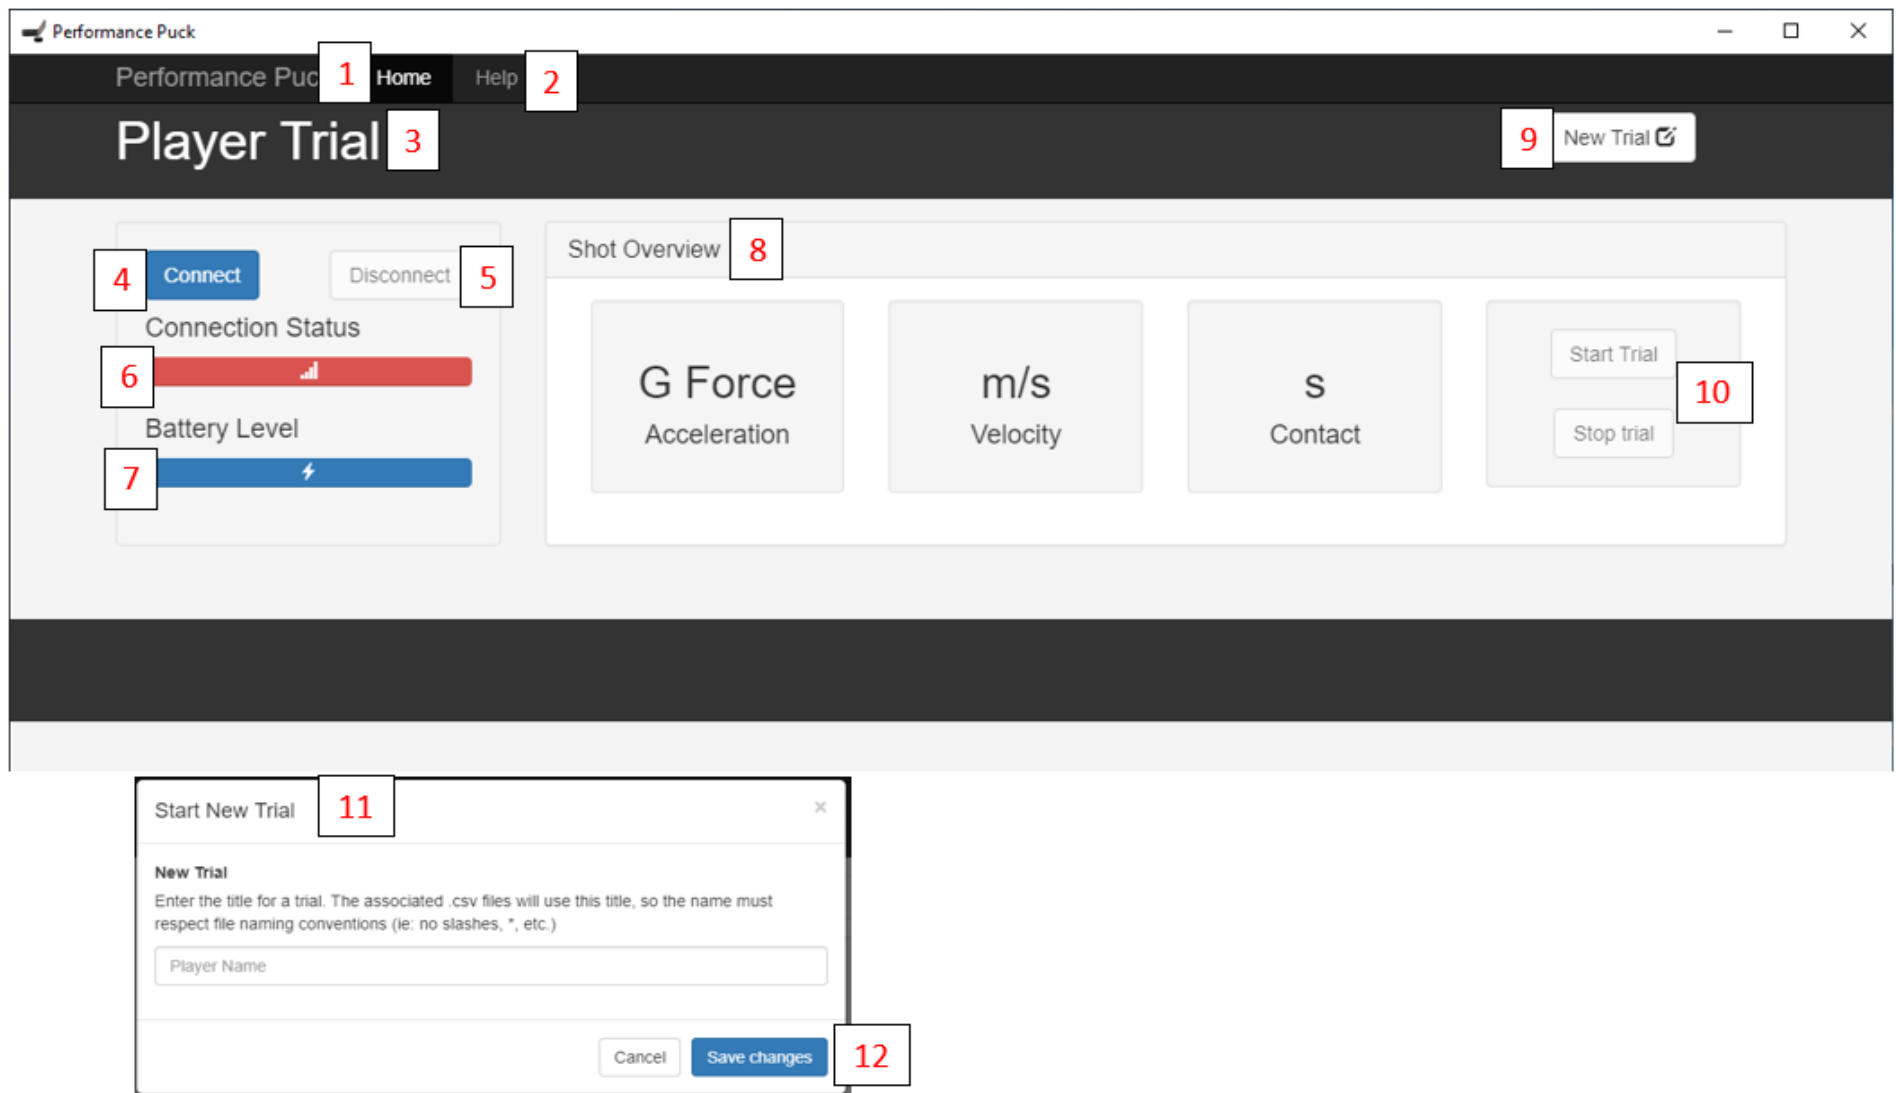 Performance Puck
Performance Puc 1 Home Help 2
Player Trial 3
9 New Trial
4 Connect Disconnect 5
Connection Status
6
Battery Level
7
Shot Overview 8
G Force
Acceleration
m/s
Velocity
s
Contact
Start Trial
10
Stop trial
Start New Trial 11 ×
New Trial
Enter the title for a trial. The associated .csv files will use this title, so the name must
respect file naming conventions (ie: no slashes, *, etc.)
Player Name
Cancel Save changes 12